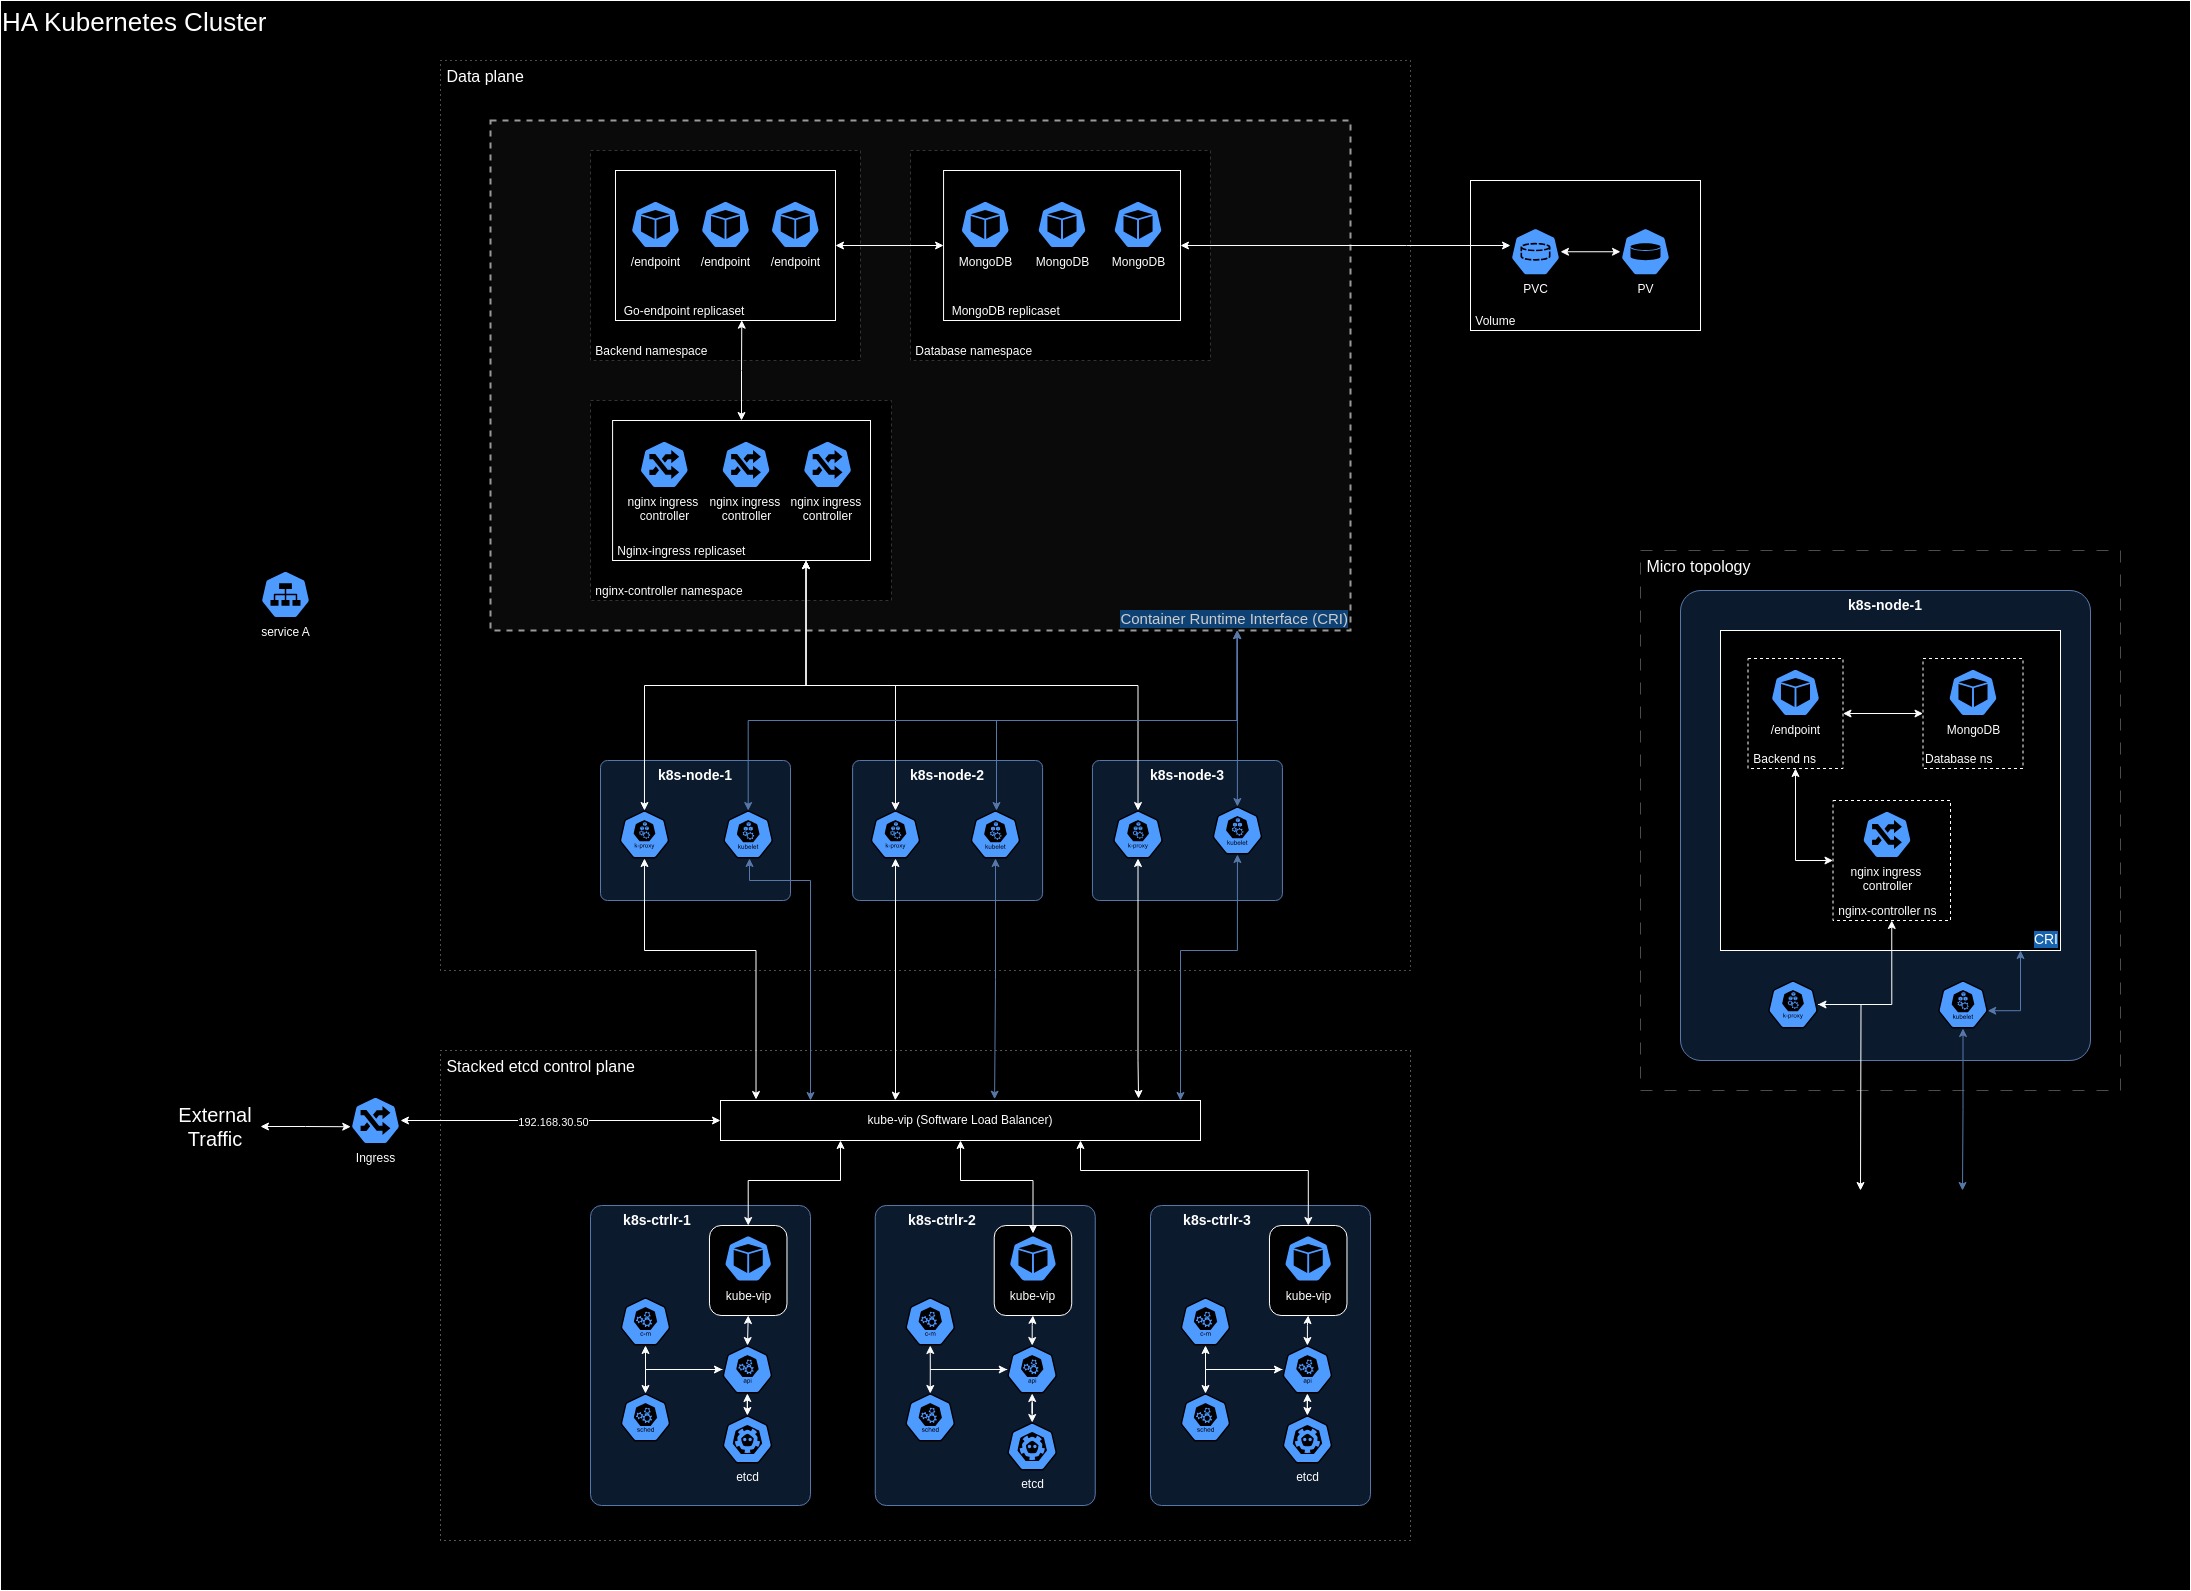 HA Kubernetes Cluster
Data plane
/endpoint
/endpoint
/endpoint
Go-endpoint replicaset
Backend namespace
MongoDB
MongoDB
MongoDB
MongoDB replicaset
Database namespace
PVC
PV
Volume
nginx ingress
controller
nginx ingress
controller
nginx ingress
controller
Nginx-ingress replicaset
nginx-controller namespace
Container Runtime Interface (CRI)
service A
k8s-node-1
k-proxy
kubelet
k8s-node-2
k-proxy
kubelet
k8s-node-3
k-proxy
kubelet
Micro topology
k8s-node-1
/endpoint
Backend ns
MongoDB
Database ns
nginx ingress
controller
nginx-controller ns
CRI
k-proxy
kubelet
Stacked etcd control plane
External
Traffic
Ingress
192.168.30.50
kube-vip (Software Load Balancer)
k8s-ctrlr-1
kube-vip
c-m
api
sched
etcd
k8s-ctrlr-2
kube-vip
c-m
api
sched
etcd
k8s-ctrlr-3
kube-vip
c-m
api
sched
etcd